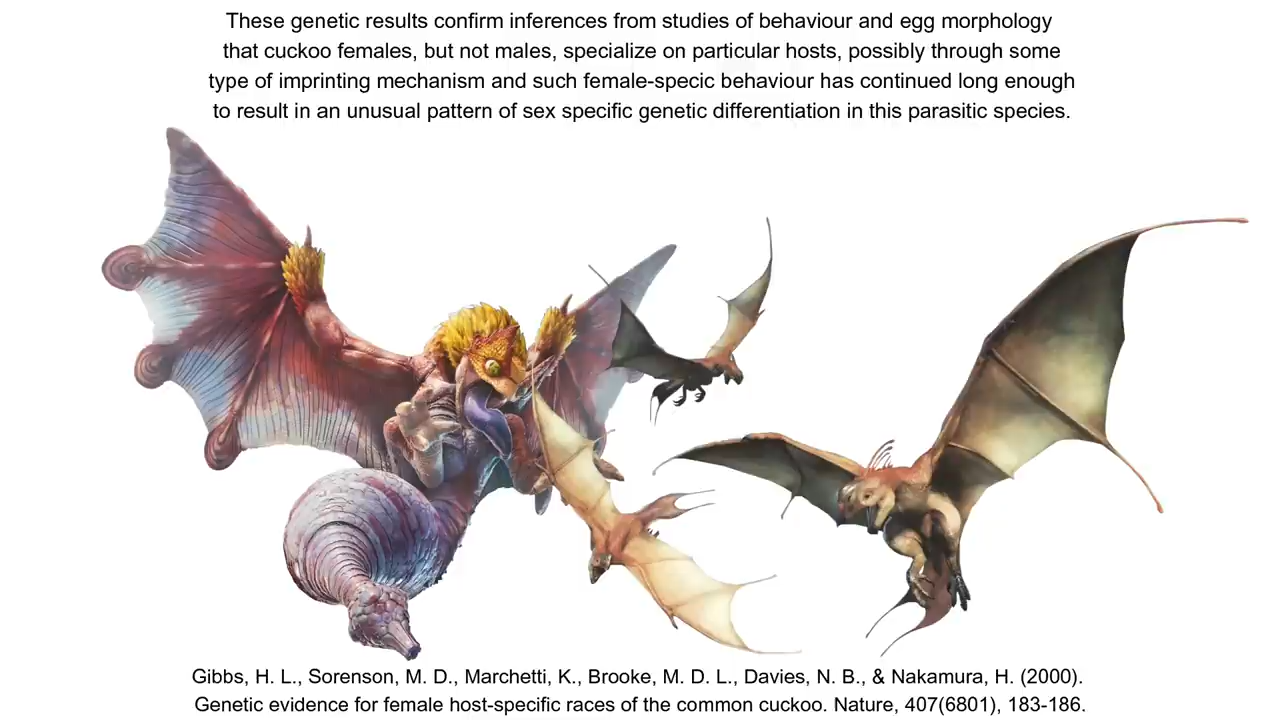 These genetic results confirm inferences from studies of behaviour and egg morphology
that cuckoo females, but not males, specialize on particular hosts, possibly through some
type of imprinting mechanism and such female-specic behaviour has continued long enough
to result in an unusual pattern of sex specific genetic differentiation in this parasitic species.
Gibbs, H. L., Sorenson, M. D., Marchetti, K., Brooke, M. D. L., Davies, N. B., & Nakamura, H. (2000).
Genetic evidence for female host-specific races of the common cuckoo. Nature, 407(6801), 183-186.